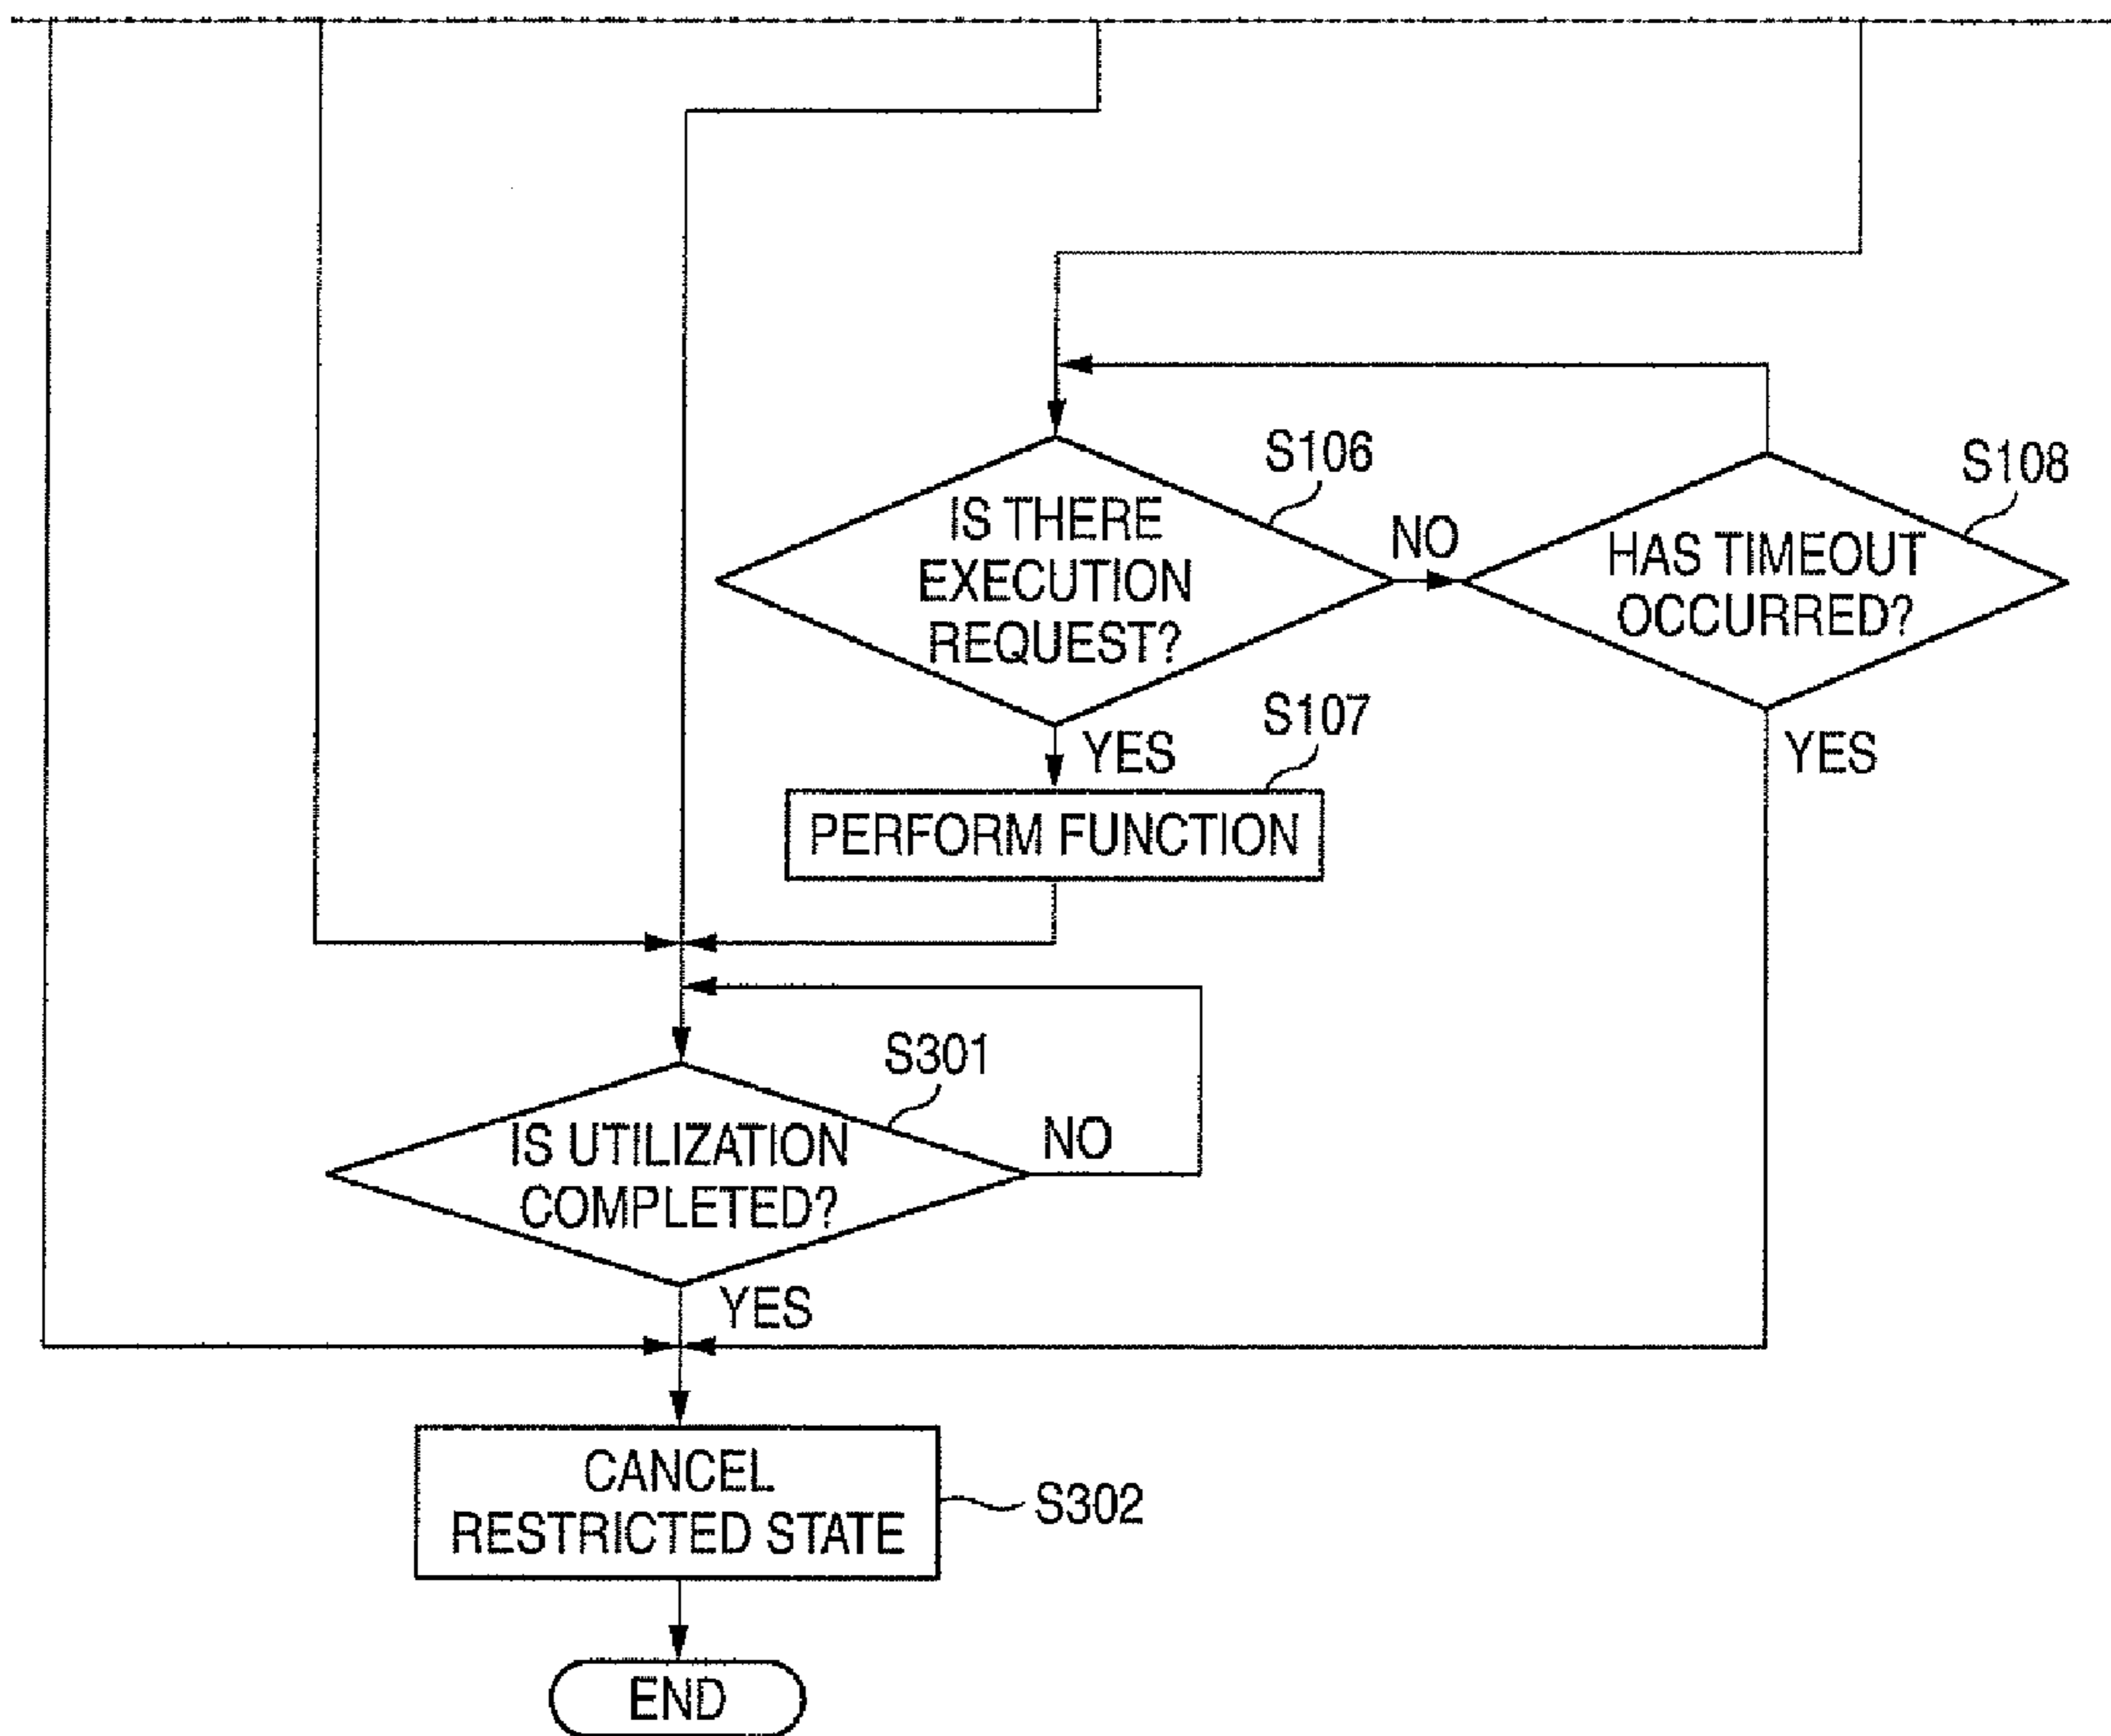 S106
IS THERE
EXECUTION
REQUEST?
NO
S108
HAS TIMEOUT
OCCURRED?
YES
S107
YES
PERFORM FUNCTION
S301
IS UTILIZATION
COMPLETED?
NO
YES
CANCEL
RESTRICTED STATE
S302
END